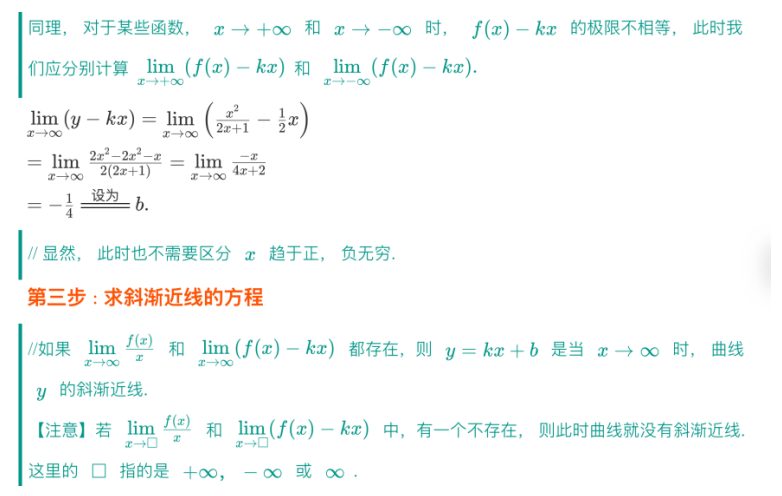 同理， 对于某些函数， x → +∞ 和 x → −∞ 时， f(x) − kx 的极限不相等， 此时我
们应分别计算 lim_{x→+∞} (f(x) − kx) 和 lim_{x→−∞} (f(x) − kx).
lim_{x→∞} (y − kx) = lim_{x→∞} (x²/(2x+1) − 1/2 x)
= lim_{x→∞} (2x²−2x²−x)/(2(2x+1)) = lim_{x→∞} (−x)/(4x+2)
= −1/4 设为 b.
// 显然， 此时也不需要区分 x 趋于正， 负无穷.
第三步 : 求斜渐近线的方程
//如果 lim_{x→∞} f(x)/x 和 lim_{x→∞} (f(x) − kx) 都存在，则 y = kx + b 是当 x → ∞ 时， 曲线
y 的斜渐近线.
【注意】若 lim_{x→□} f(x)/x 和 lim_{x→□} (f(x) − kx) 中，有一个不存在， 则此时曲线就没有斜渐近线.
这里的 □ 指的是 +∞， − ∞ 或 ∞ .